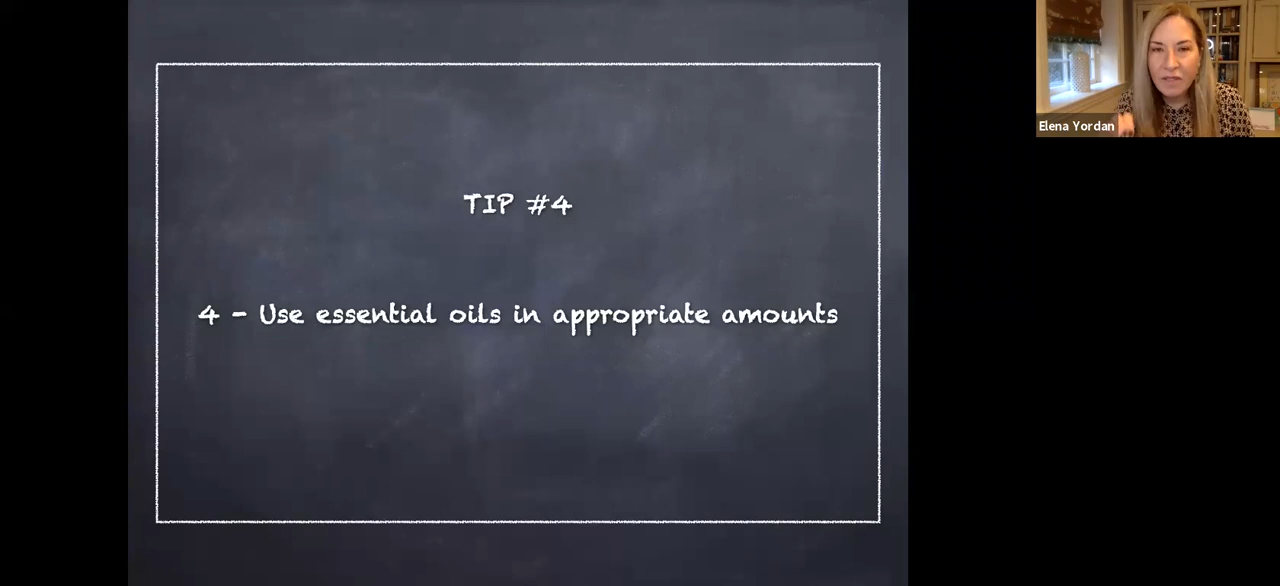 TIP #4
4 - Use essential oils in appropriate amounts
Elena Yordan